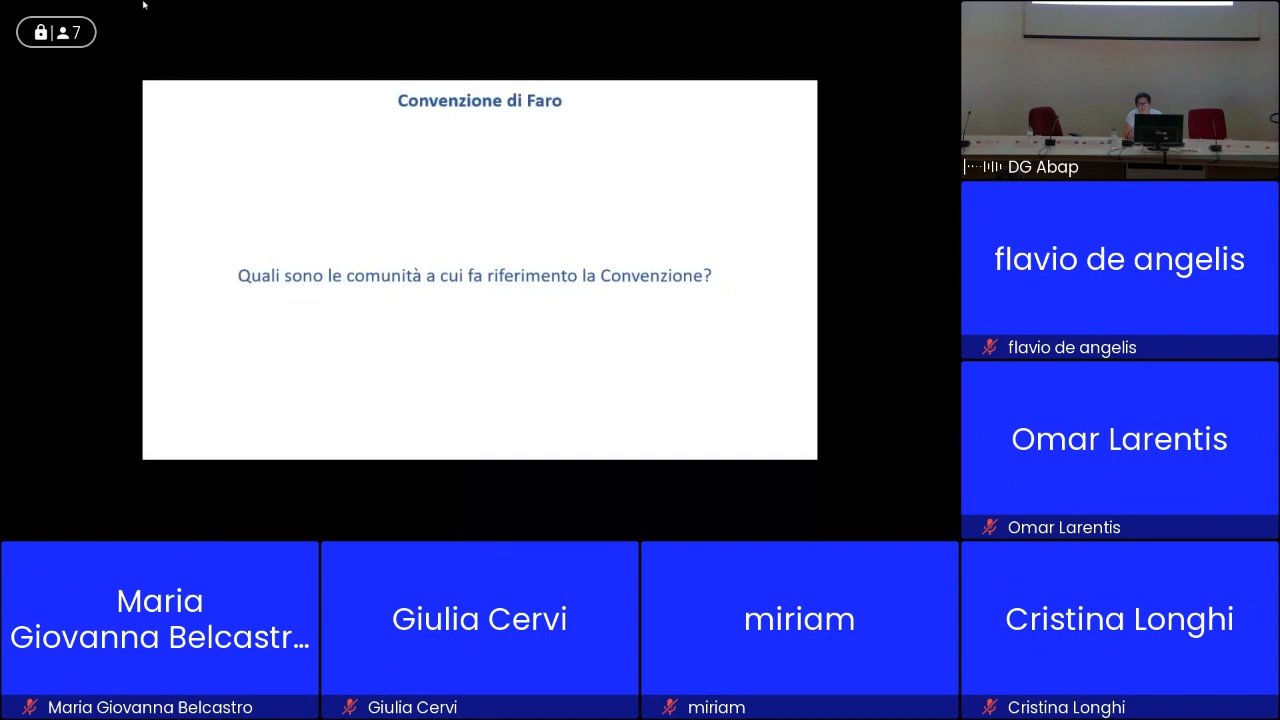 7
Convenzione di Faro
Quali sono le comunità a cui fa riferimento la Convenzione?
DG Abap
flavio de angelis
flavio de angelis
Omar Larentis
Omar Larentis
Maria
Giovanna Belcastr...
Maria Giovanna Belcastro
Giulia Cervi
Giulia Cervi
miriam
miriam
Cristina Longhi
Cristina Longhi